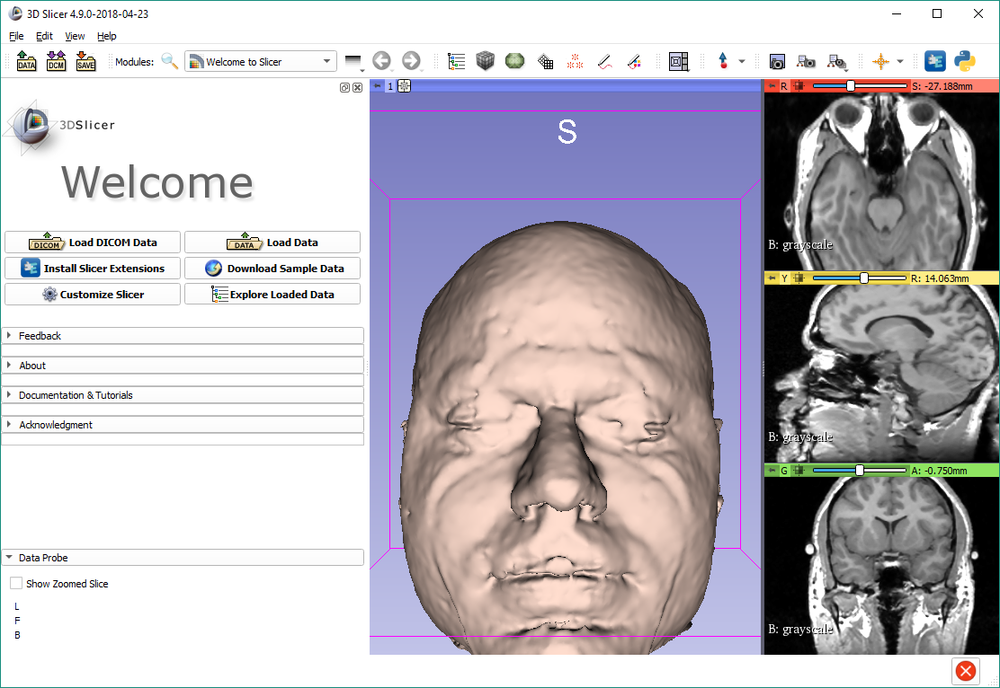 3D Slicer 4.9.0-2018-04-23
File Edit View Help
DATA DCM SAVE Modules: Welcome to Slicer
3DSlicer
Welcome
DICOM Load DICOM Data DATA Load Data
Install Slicer Extensions Download Sample Data
Customize Slicer Explore Loaded Data
Feedback
About
Documentation & Tutorials
Acknowledgment
Data Probe
Show Zoomed Slice
L
F
B
1
S
R S: -27.188mm
B: grayscale
Y R: 14.063mm
B: grayscale
G A: -0.750mm
B: grayscale